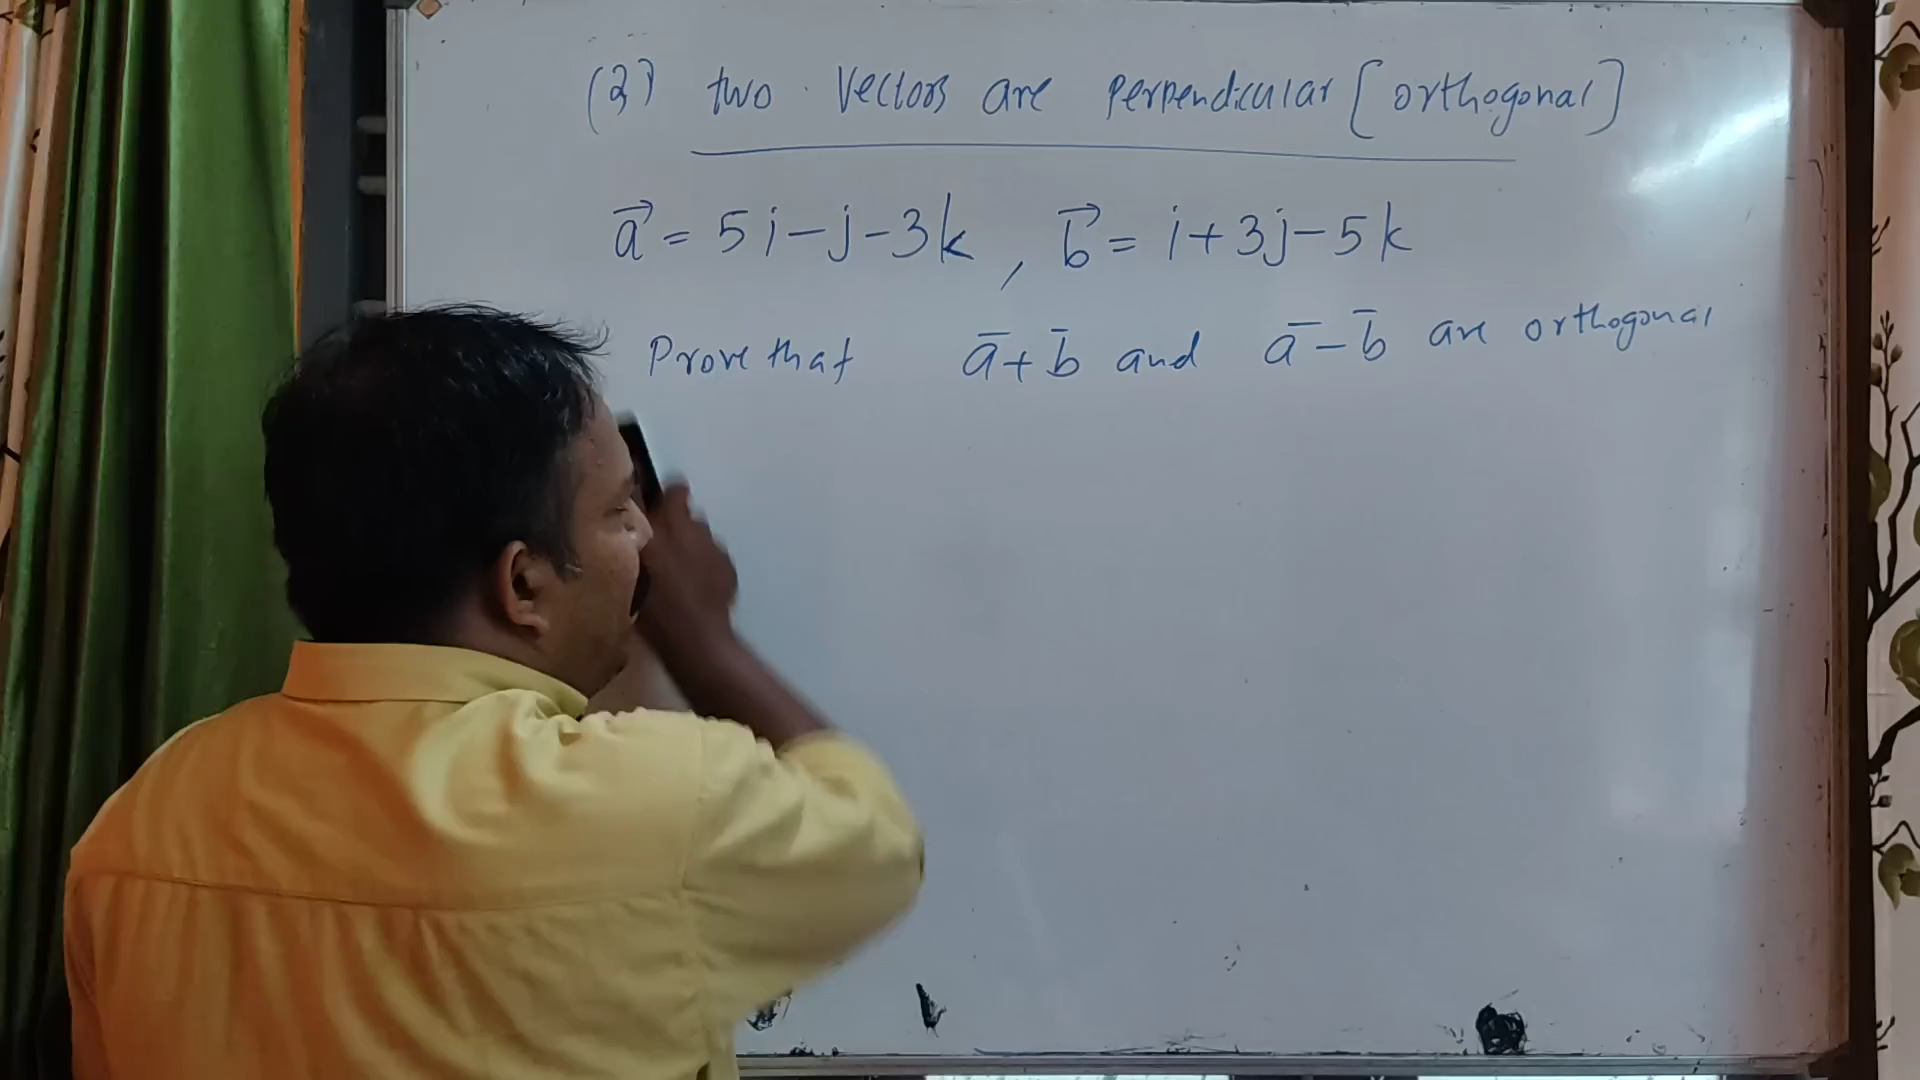 (3) two vectors are perpendicular [orthogonal]
a⃗ = 5i-j-3k, b⃗ = i+3j-5k
Prove that a̅+b̅ and a̅-b̅ are orthogonal